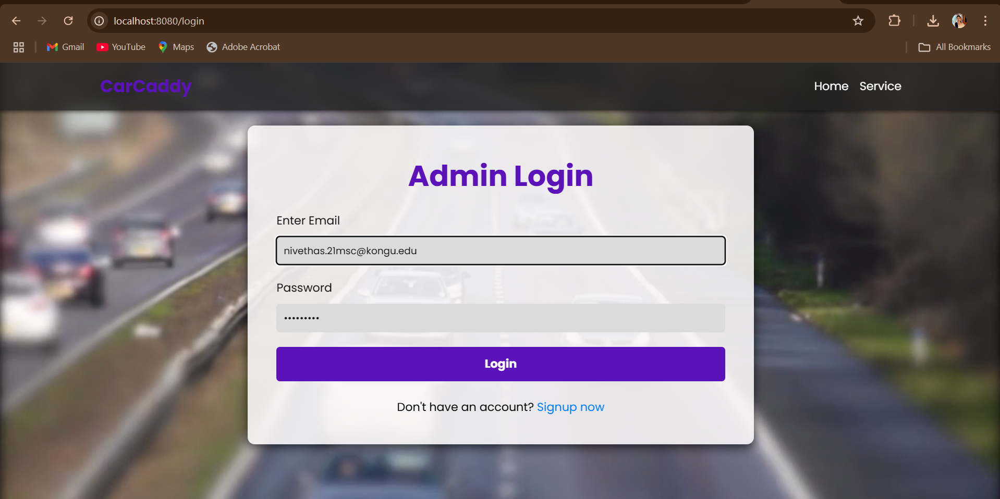 localhost:8080/login
Gmail YouTube Maps Adobe Acrobat All Bookmarks
CarCaddy Home Service
Admin Login
Enter Email
nivethas.21msc@kongu.edu
Password
•••••••••
Login
Don't have an account? Signup now